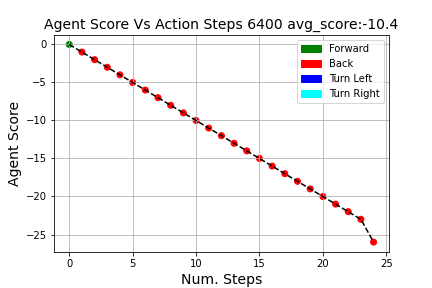 Agent Score Vs Action Steps 6400 avg_score:-10.4
Forward
Back
Turn Left
Turn Right
Agent Score
0
−5
−10
−15
−20
−25
0 5 10 15 20 25
Num. Steps